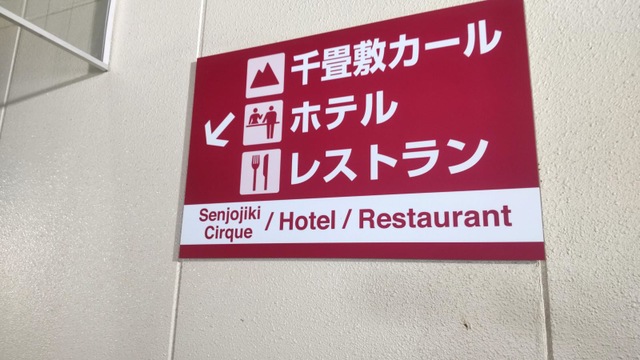 千畳敷カール
ホテル
レストラン
Senjojiki
Cirque / Hotel / Restaurant